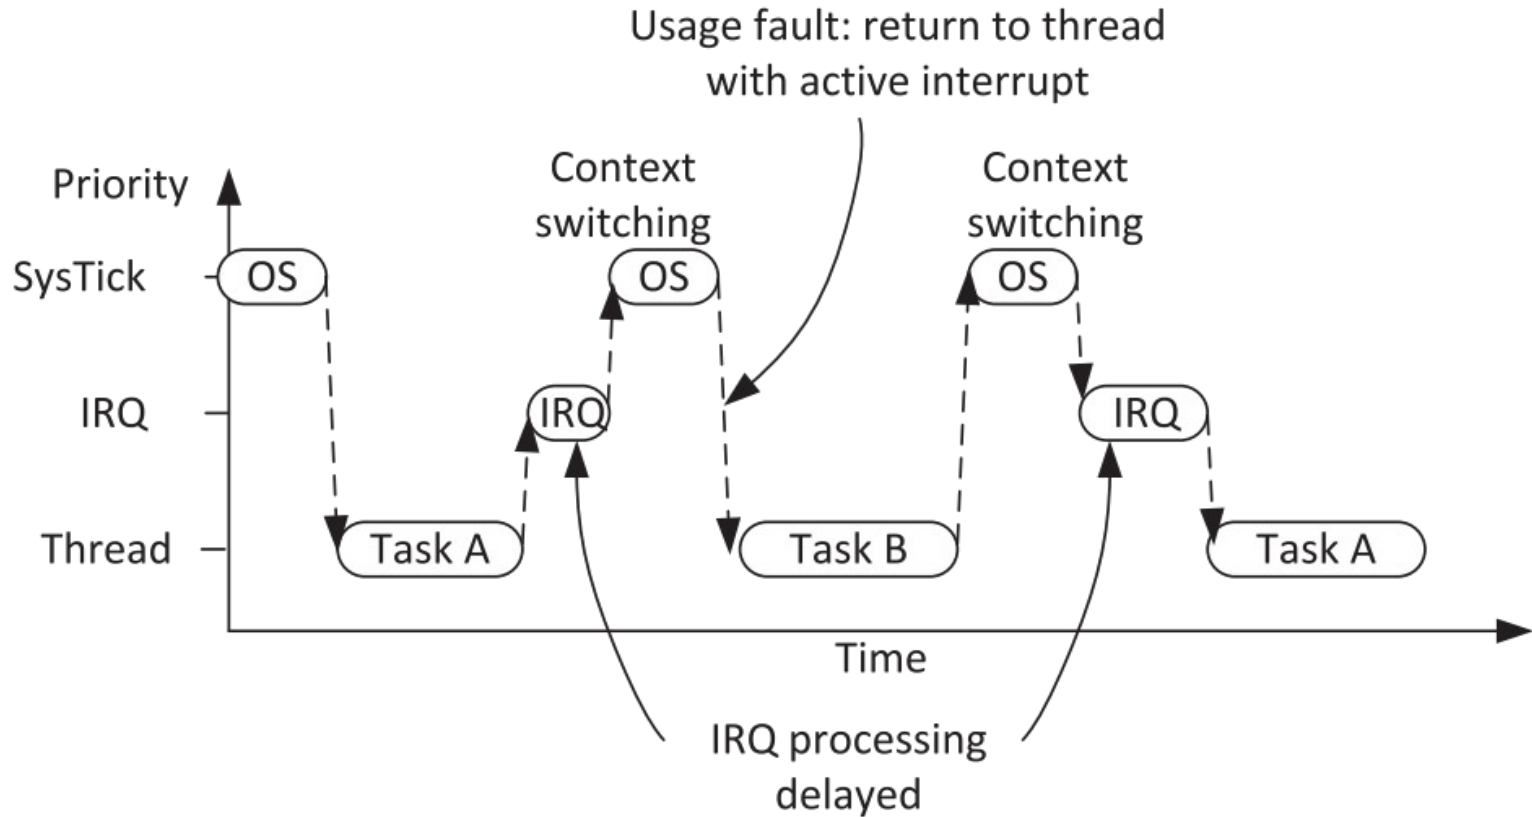 Usage fault: return to thread
with active interrupt
Context
switching
Context
switching
Priority
SysTick
OS
OS
OS
IRQ
IRQ
IRQ
Thread
Task A
Task B
Task A
Time
IRQ processing
delayed